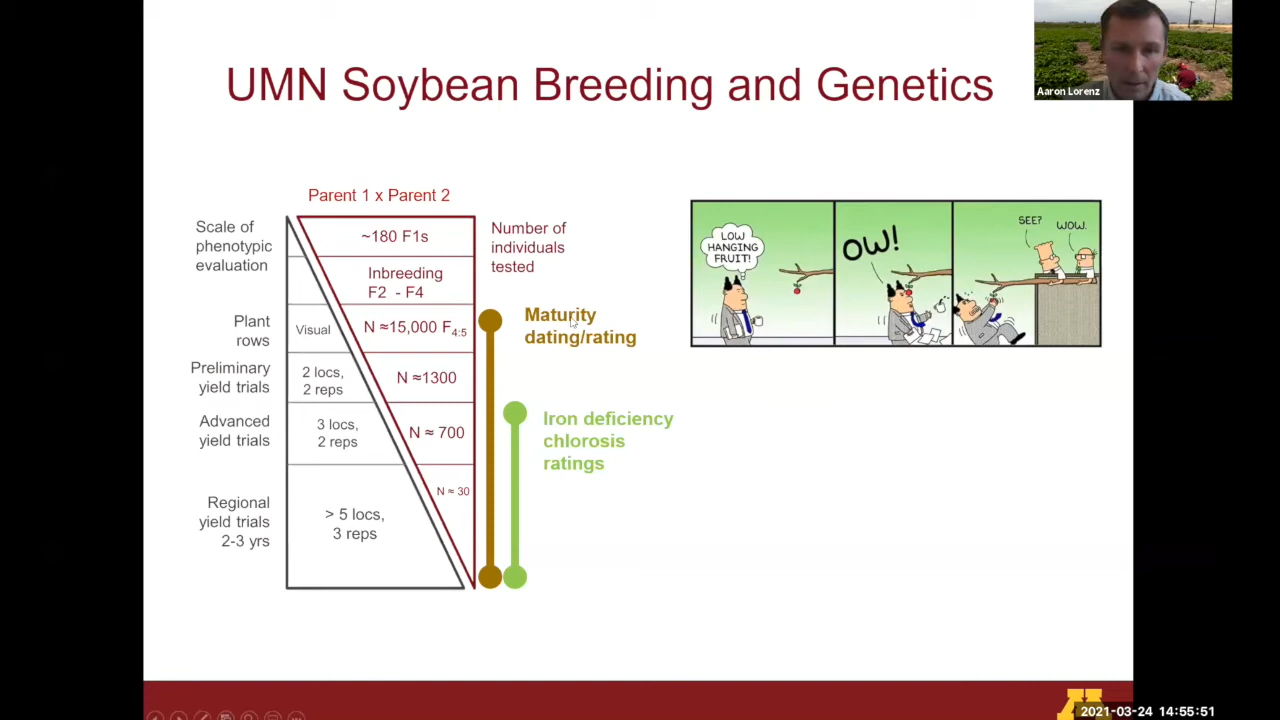 UMN Soybean Breeding and Genetics
Aaron Lorenz
Parent 1 x Parent 2
Scale of
phenotypic
evaluation
~180 F1s
Number of
individuals
tested
Inbreeding
F2 - F4
Plant
rows
Visual
N ≈15,000 F4:5
Maturity
dating/rating
Preliminary
yield trials
2 locs,
2 reps
N ≈1300
Advanced
yield trials
3 locs,
2 reps
N ≈ 700
Iron deficiency
chlorosis
ratings
Regional
yield trials
2-3 yrs
> 5 locs,
3 reps
N ≈ 30
LOW
HANGING
FRUIT!
OW!
SEE?
WOW.
2021-03-24 14:55:51